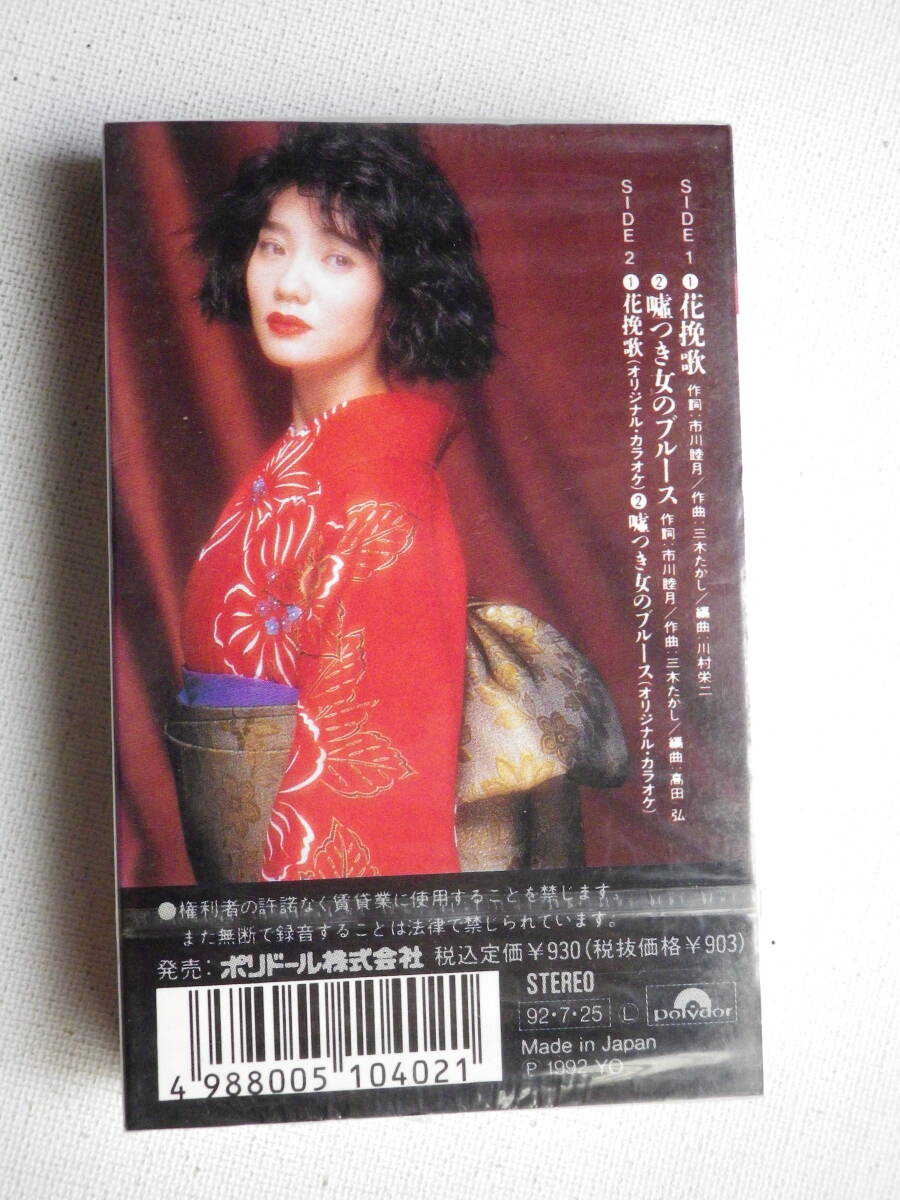 SIDE 1 ❶花挽歌 作詞:市川睦月/作曲:三木たかし/編曲:川村栄二
❷嘘つき女のブルース 作詞:市川睦月/作曲:三木たかし/編曲:高田 弘
SIDE 2 ❶花挽歌(オリジナル・カラオケ)❷嘘つき女のブルース(オリジナル・カラオケ)
●権利者の許諾なく賃貸業に使用することを禁じます。
また無断で録音することは法律で禁じられています。
発売:ポリドール株式会社 税込定価¥930(税抜価格¥903)
STEREO
92・7・25 L polydor
Made in Japan
P 1992 YO
4 988005 104021